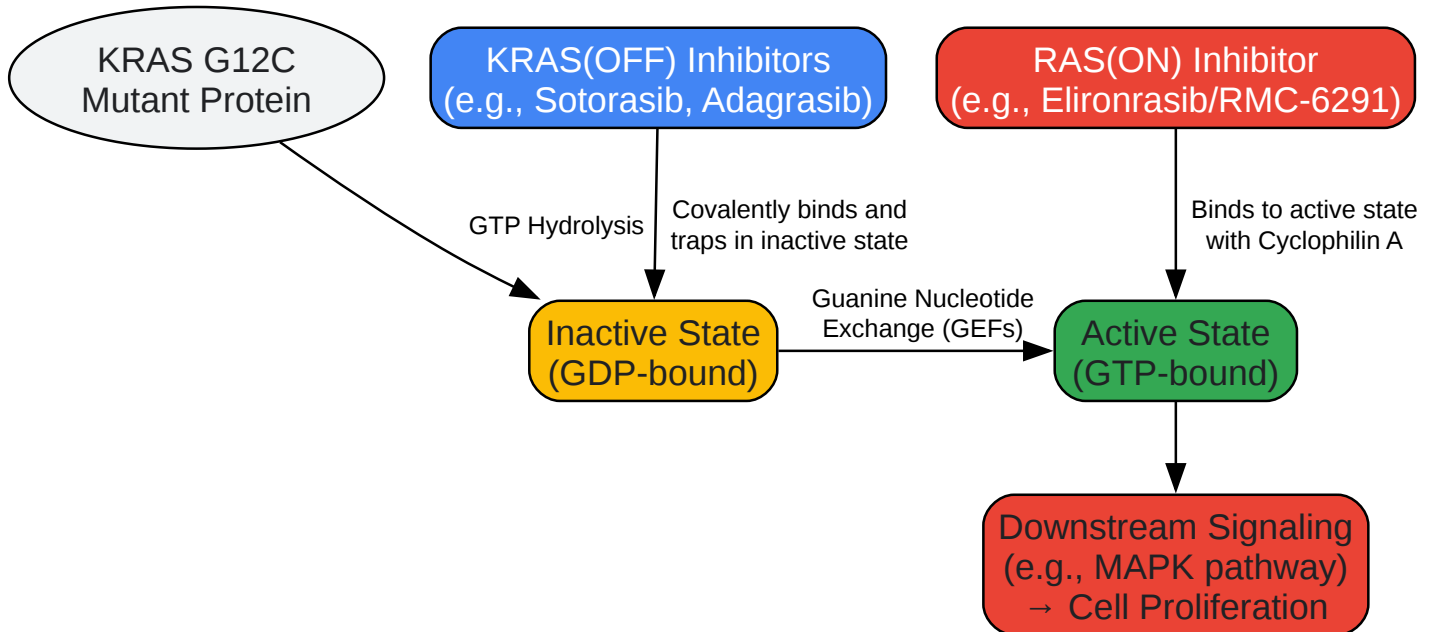 KRAS G12C
Mutant Protein
KRAS(OFF) Inhibitors
(e.g., Sotorasib, Adagrasib)
RAS(ON) Inhibitor
(e.g., Elironrasib/RMC-6291)
GTP Hydrolysis
Covalently binds and
traps in inactive state
Binds to active state
with Cyclophilin A
Inactive State
(GDP-bound)
Guanine Nucleotide
Exchange (GEFs)
Active State
(GTP-bound)
Downstream Signaling
(e.g., MAPK pathway)
→ Cell Proliferation